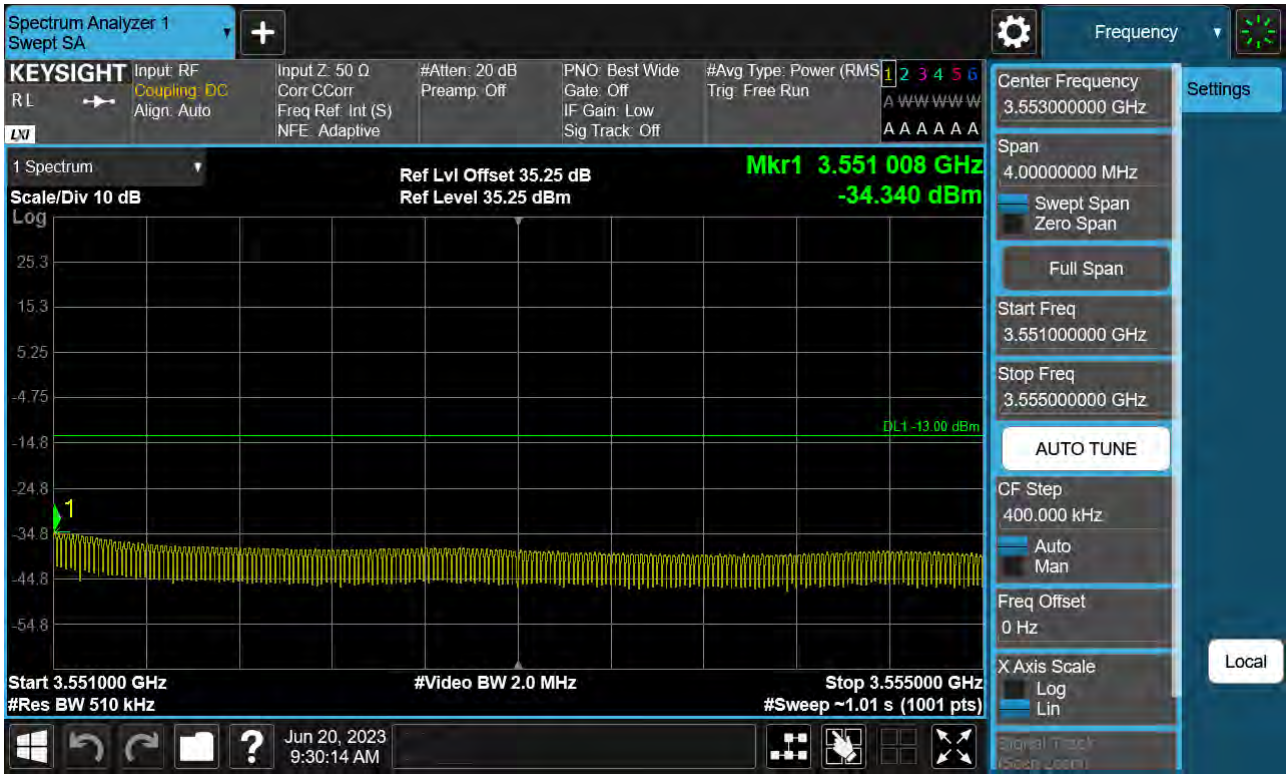 Spectrum Analyzer 1
Swept SA
Frequency
KEYSIGHT
RL
LXI
Input: RF
Coupling: DC
Align: Auto
Input Z: 50 Ω
Corr CCorr
Freq Ref: Int (S)
NFE: Adaptive
#Atten: 20 dB
Preamp: Off
PNO: Best Wide
Gate: Off
IF Gain: Low
Sig Track: Off
#Avg Type: Power (RMS
Trig: Free Run
1 2 3 4 5 6
A W W W W W
A A A A A A
1 Spectrum
Scale/Div 10 dB
Log
Ref Lvl Offset 35.25 dB
Ref Level 35.25 dBm
Mkr1 3.551 008 GHz
-34.340 dBm
25.3
15.3
5.25
-4.75
-14.8
-24.8
-34.8
-44.8
-54.8
DL1 -13.00 dBm
1
Start 3.551000 GHz
#Res BW 510 kHz
#Video BW 2.0 MHz
Stop 3.555000 GHz
#Sweep ~1.01 s (1001 pts)
Center Frequency
3.553000000 GHz
Span
4.00000000 MHz
Swept Span
Zero Span
Full Span
Start Freq
3.551000000 GHz
Stop Freq
3.555000000 GHz
AUTO TUNE
CF Step
400.000 kHz
Auto
Man
Freq Offset
0 Hz
X Axis Scale
Log
Lin
Signal Track
(Span Zoom)
Settings
Local
?
Jun 20, 2023
9:30:14 AM